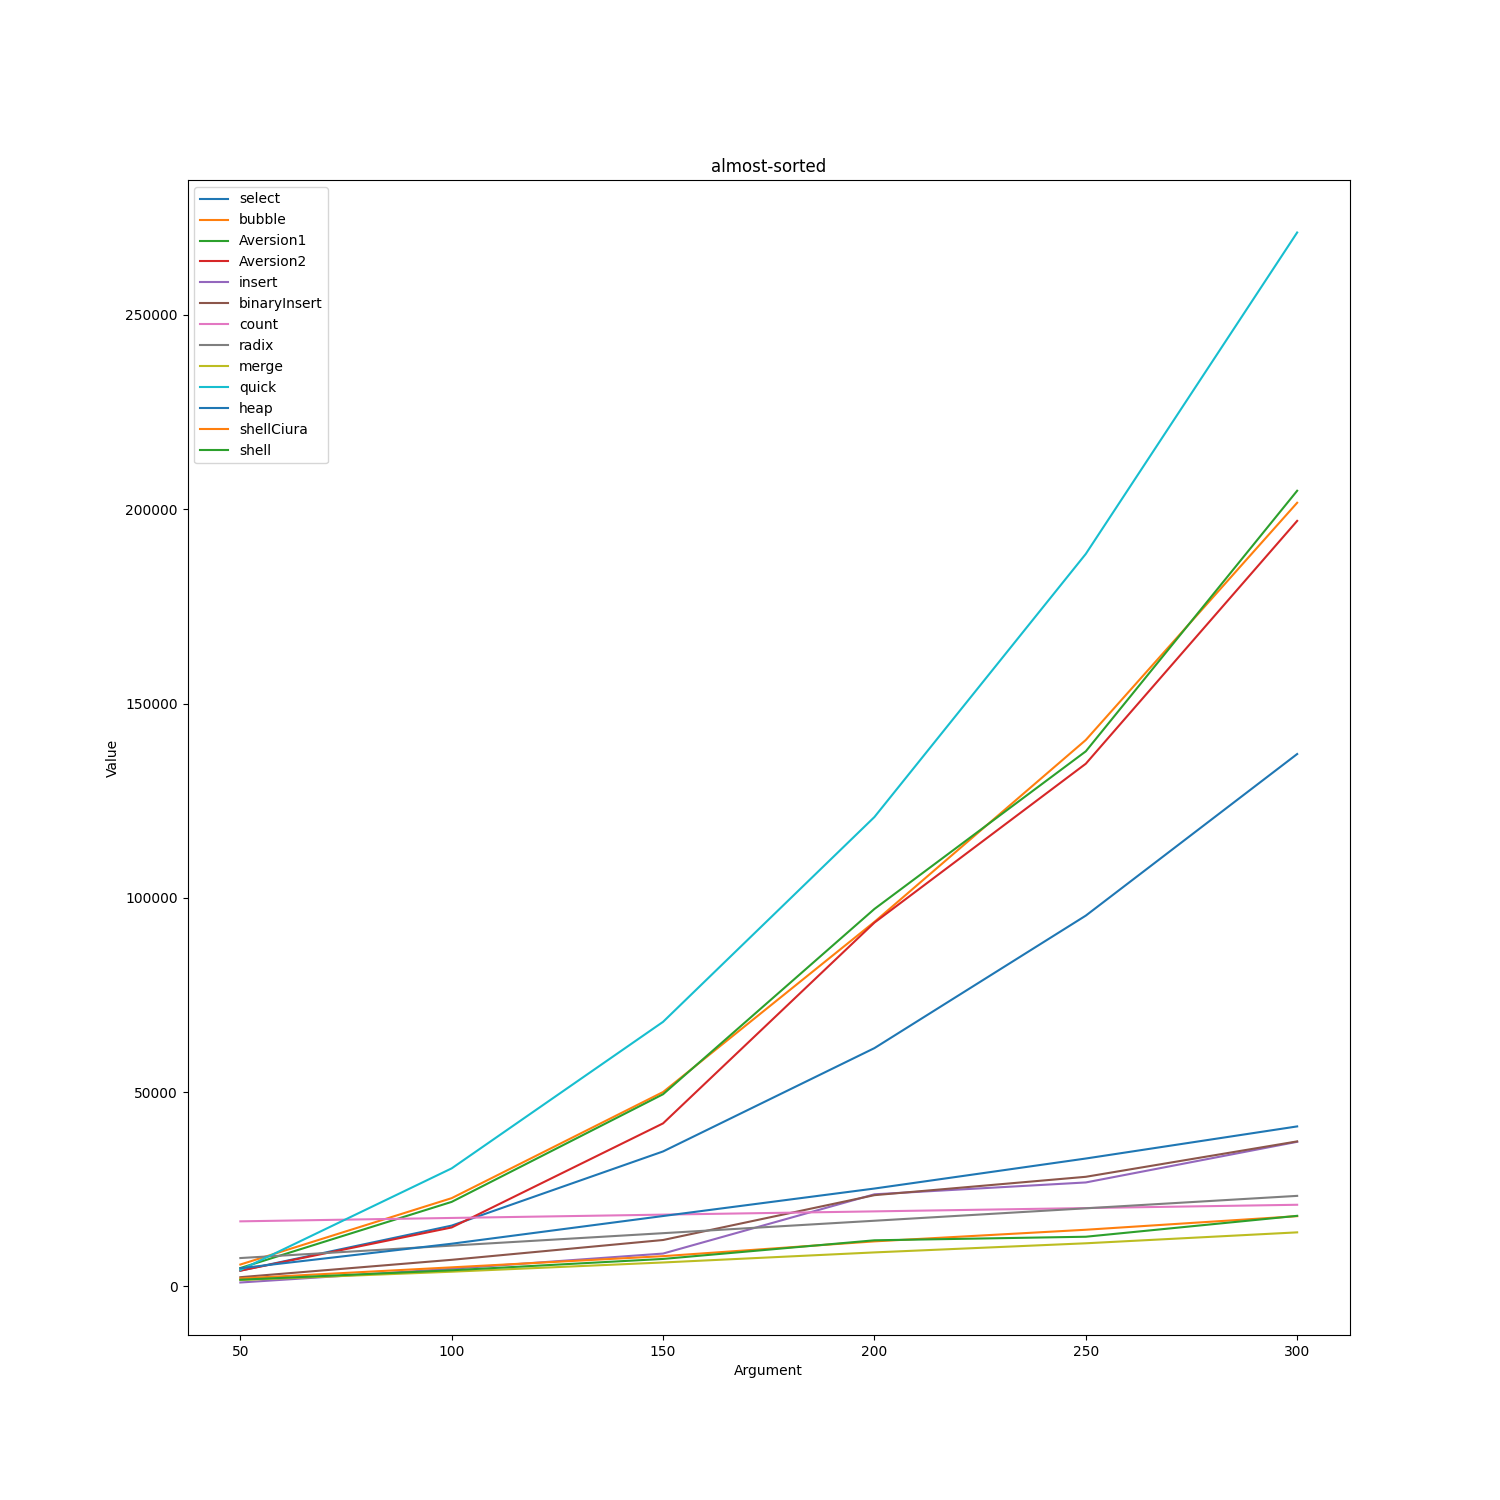 almost-sorted
select
bubble
Aversion1
Aversion2
insert
binaryInsert
count
radix
merge
quick
heap
shellCiura
shell
250000
200000
150000
100000
50000
0
Value
50 100 150 200 250 300
Argument